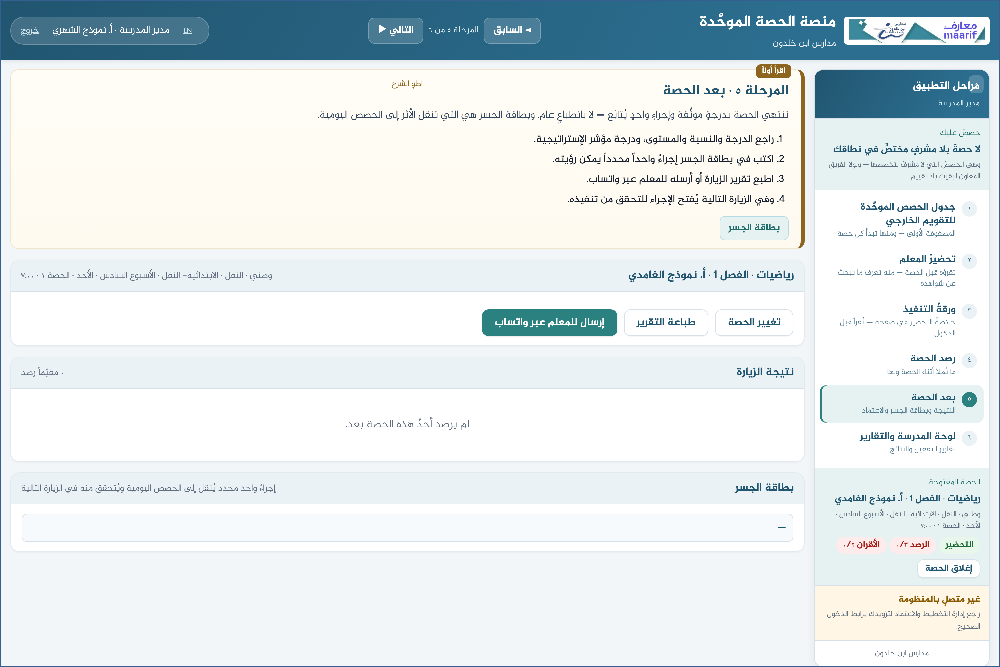 معارف
maarif
مدارس
ابن خلدون
Ibn Khaldun Schools
منصة الحصة الموحَّدة
مدارس ابن خلدون
◄ السابق
المرحلة ٥ من ٦
التالي ◄
EN
مدير المدرسة · أ. نموذج الشهري
خروج
مراحل التطبيق
مدير المدرسة
حصصٌ عليك
لا حصةَ بلا مشرفٍ مختصٍّ في نطاقك
وهي الحصصُ التي لا مشرفَ لتخصصها — ولولا الفريق
المعاون لبقيت بلا تقييم.
١
جدول الحصص الموحَّدة
للتقويم الخارجي
المصفوفة الأولى — ومنها تبدأ كل حصة
٢
تحضيرُ المعلم
تقرؤه قبل الحصة — منه تعرف ما تبحث
عن شواهده
٣
ورقةُ التنفيذ
خلاصةُ التحضير في صفحة — تُقرأ قبل
الدخول
٤
رصد الحصة
ما يُملأ أثناء الحصة ولها
٥
بعد الحصة
النتيجة وبطاقة الجسر والاعتماد
٦
لوحة المدرسة والتقارير
تقارير التفعيل والنتائج
الحصة المفتوحة
رياضيات · الفصل 1 · أ. نموذج الغامدي
وطني · النفل · الابتدائية- النفل · الأسبوع السادس ·
الأحد · الحصة ١ · ٧:٠٠
التحضير
الرصد ٠/٣
الأقران ٠/٢
إغلاق الحصة
غير متصلٍ بالمنظومة
راجع إدارة التخطيط والاعتماد لتزويدك برابط الدخول
الصحيح.
مدارس ابن خلدون
اقرأ أولاً
المرحلة ٥ · بعد الحصة
اطوِ الشرح
تنتهي الحصة بدرجةٍ موثَّقة وإجراءٍ واحدٍ يُتابَع — لا بانطباعٍ عام. وبطاقة الجسر هي التي تنقل الأثر إلى الحصص اليومية.
1. راجع الدرجة والنسبة والمستوى، ودرجة مؤشر الإستراتيجية.
2. اكتب في بطاقة الجسر إجراءً واحداً محدداً يمكن رؤيته.
3. اطبع تقرير الزيارة أو أرسله للمعلم عبر واتساب.
4. وفي الزيارة التالية يُفتح الإجراء للتحقق من تنفيذه.
بطاقة الجسر
رياضيات · الفصل 1 · أ. نموذج الغامدي
وطني · النفل · الابتدائية- النفل · الأسبوع السادس · الأحد · الحصة ١ · ٧:٠٠
تغيير الحصة
طباعة التقرير
إرسال للمعلم عبر واتساب
نتيجة الزيارة
٠ مقيّماً رصد
لم يرصد أحدٌ هذه الحصة بعد.
بطاقة الجسر
إجراءٌ واحد محدد يُنقل إلى الحصص اليومية ويُتحقق منه في الزيارة التالية
—